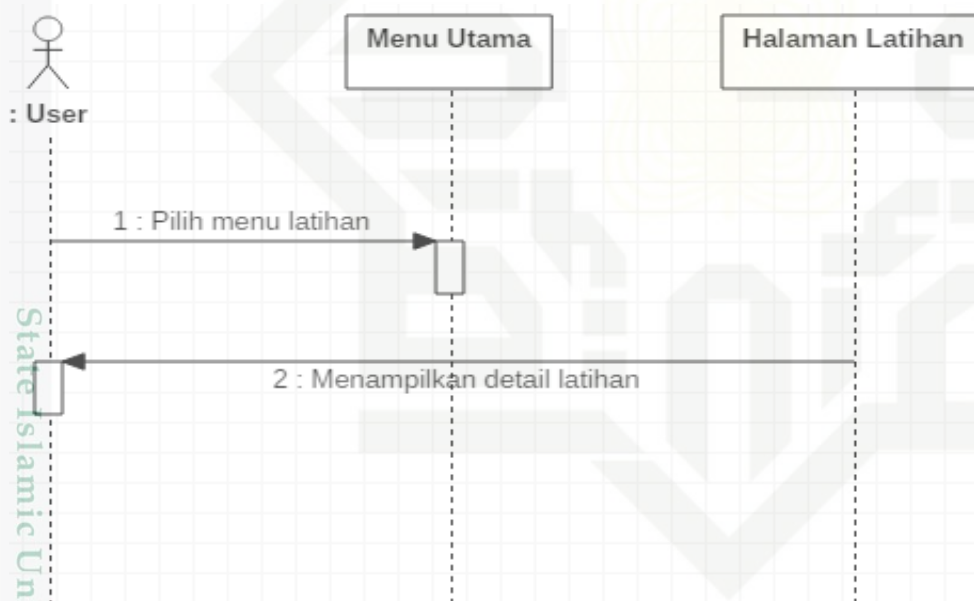 Menu Utama
Halaman Latihan
: User
1 : Pilih menu latihan
2 : Menampilkan detail latihan
State Islamic Un